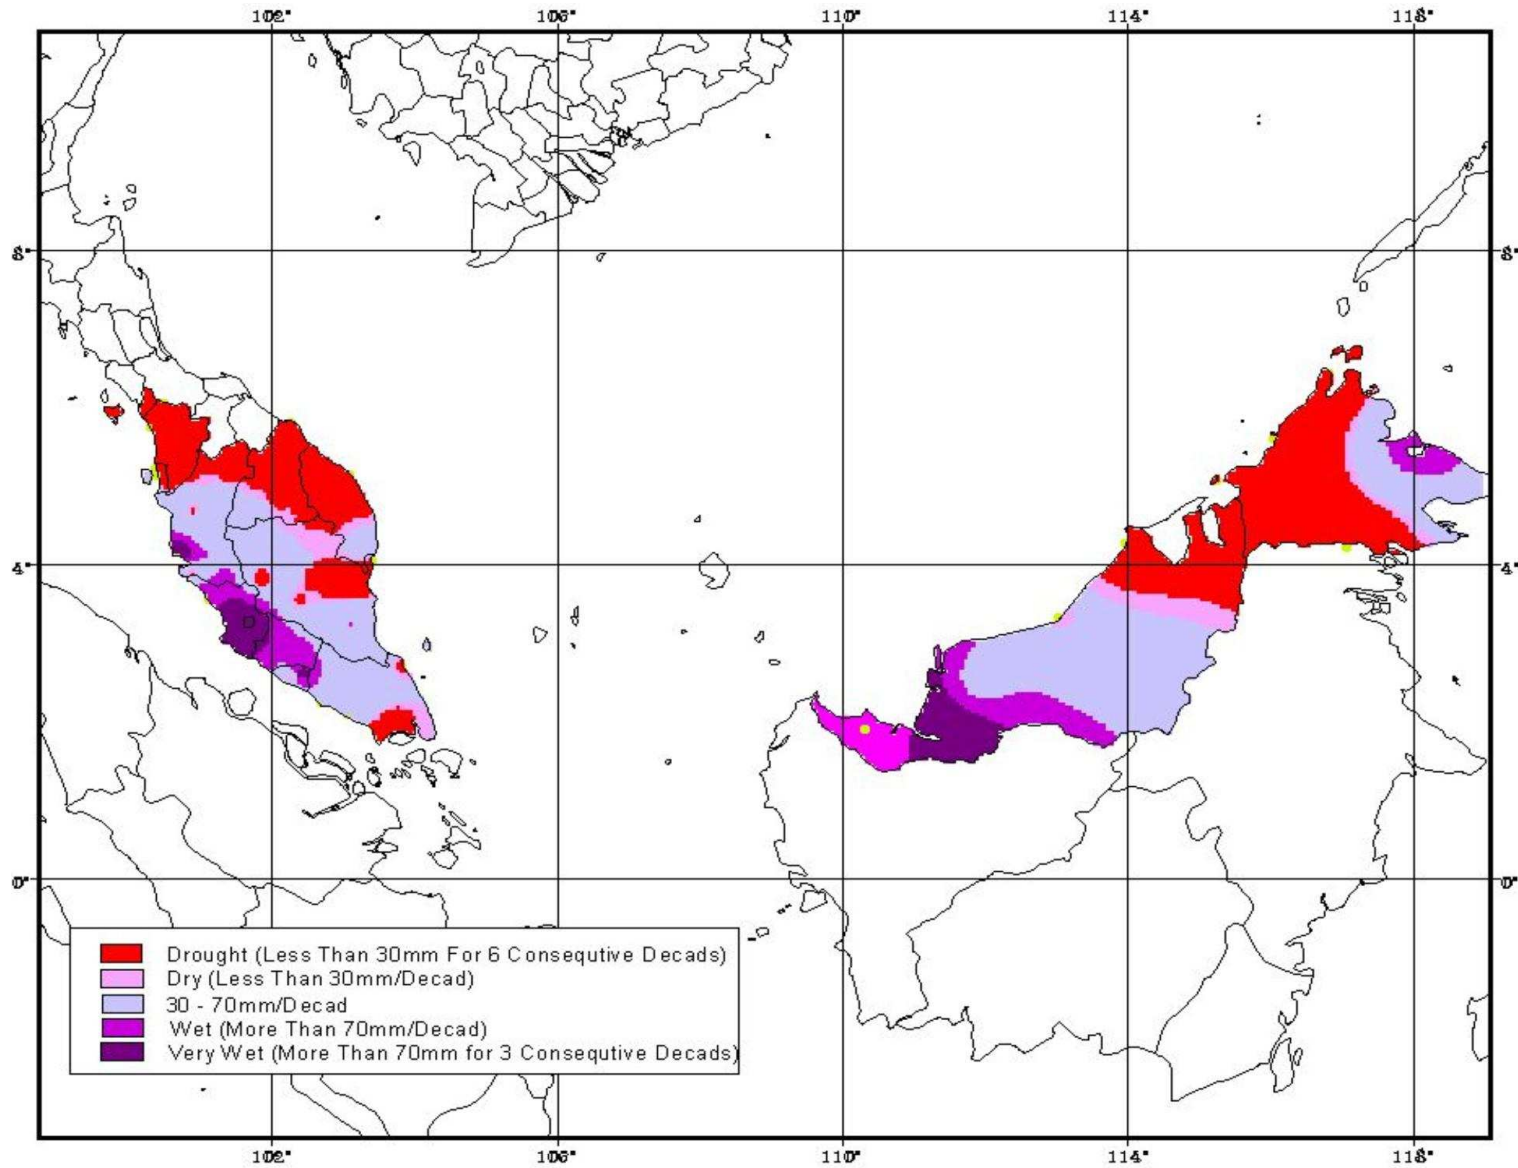 102° 106° 110° 114° 118°
8° 8°
4° 4°
0° 0°
Drought (Less Than 30mm For 6 Consequtive Decads)
Dry (Less Than 30mm/Decad)
30 - 70mm/Decad
Wet (More Than 70mm/Decad)
Very Wet (More Than 70mm for 3 Consequtive Decads)
102° 106° 110° 114° 118°